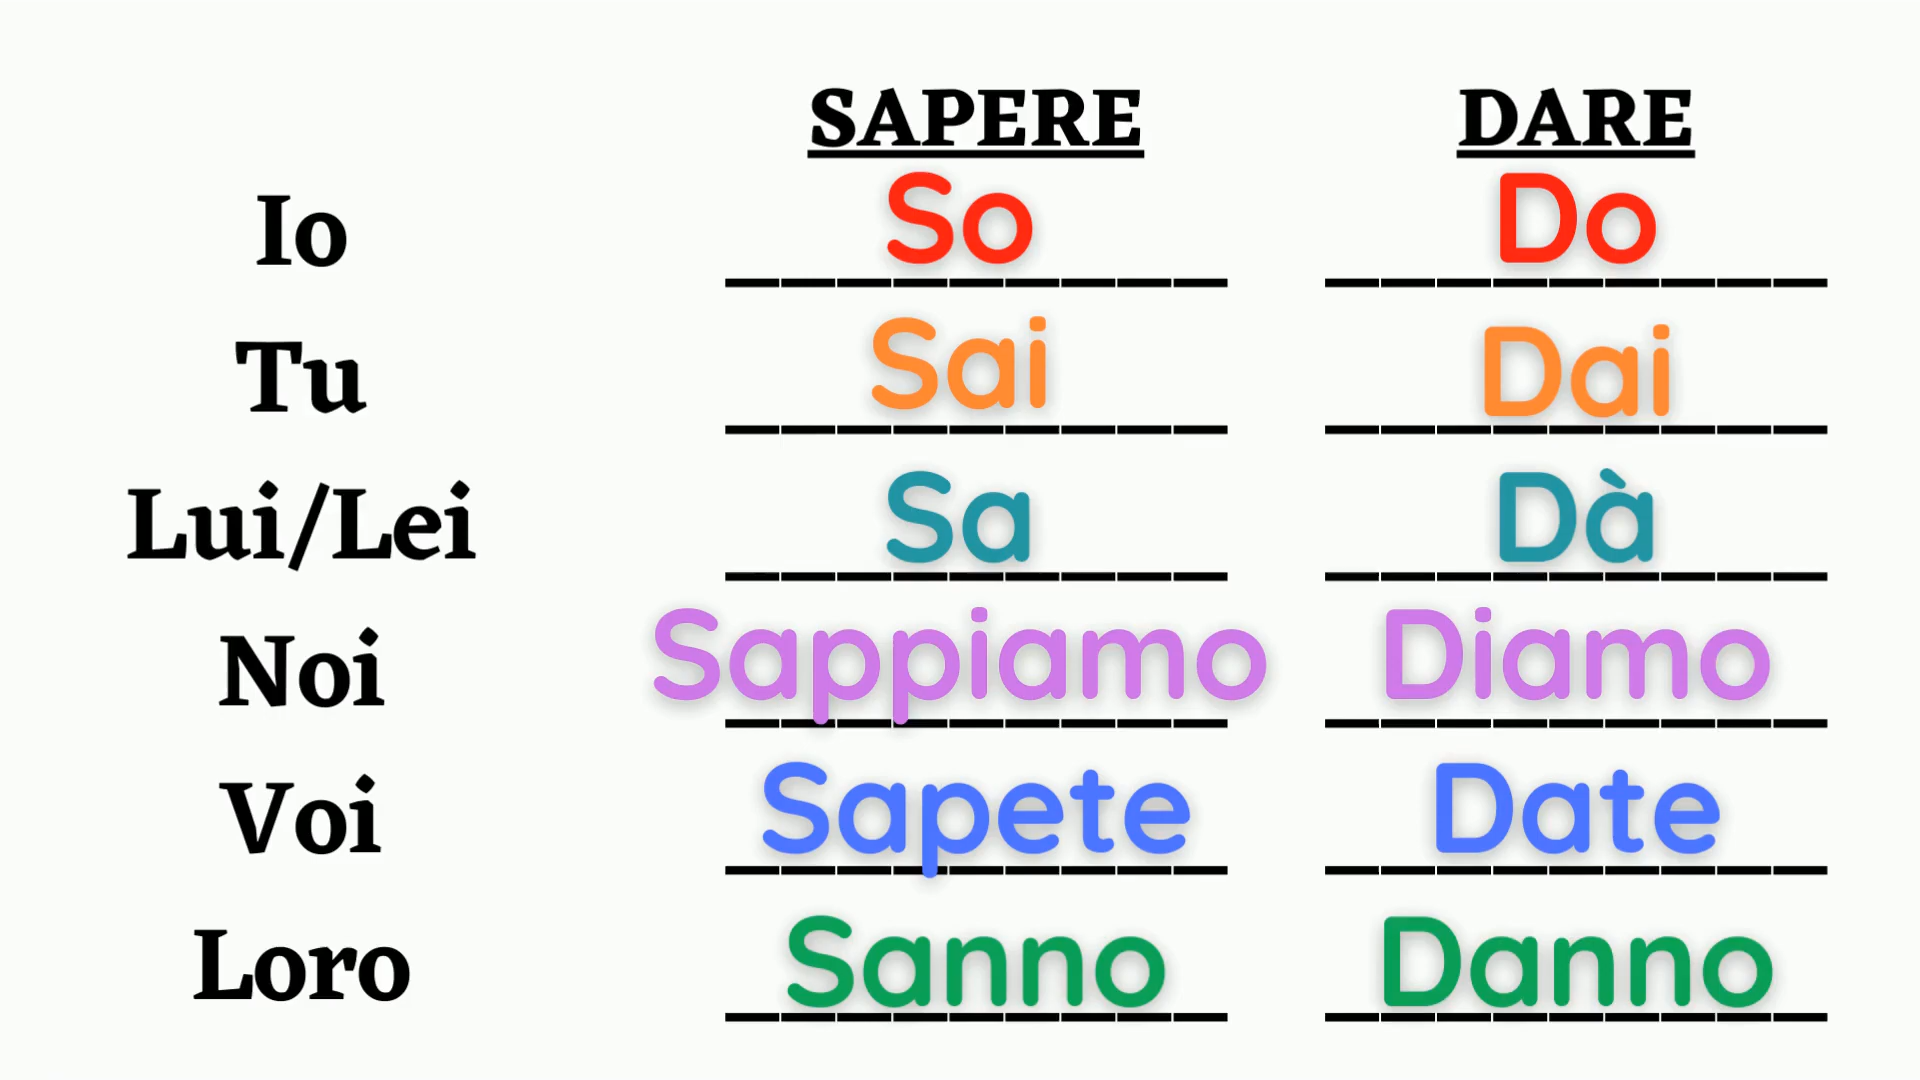 SAPERE DARE
Io So Do
Tu Sai Dai
Lui/Lei Sa Dà
Noi Sappiamo Diamo
Voi Sapete Date
Loro Sanno Danno